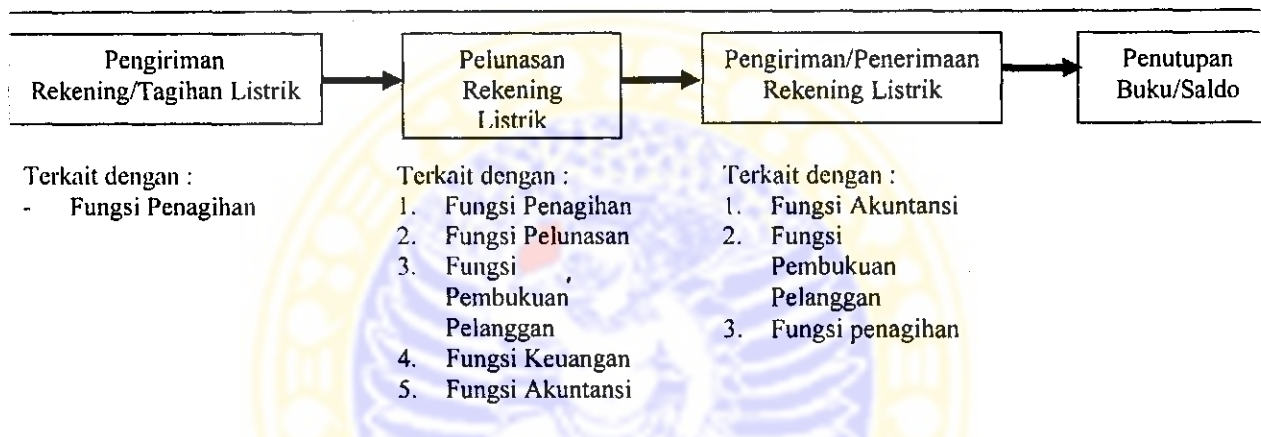 Pengiriman
Rekening/Tagihan Listrik
Pelunasan
Rekening
Listrik
Pengiriman/Penerimaan
Rekening Listrik
Penutupan
Buku/Saldo
Terkait dengan :
- Fungsi Penagihan
Terkait dengan :
1. Fungsi Penagihan
2. Fungsi Pelunasan
3. Fungsi
Pembukuan
Pelanggan
4. Fungsi Keuangan
5. Fungsi Akuntansi
Terkait dengan :
1. Fungsi Akuntansi
2. Fungsi
Pembukuan
Pelanggan
3. Fungsi penagihan